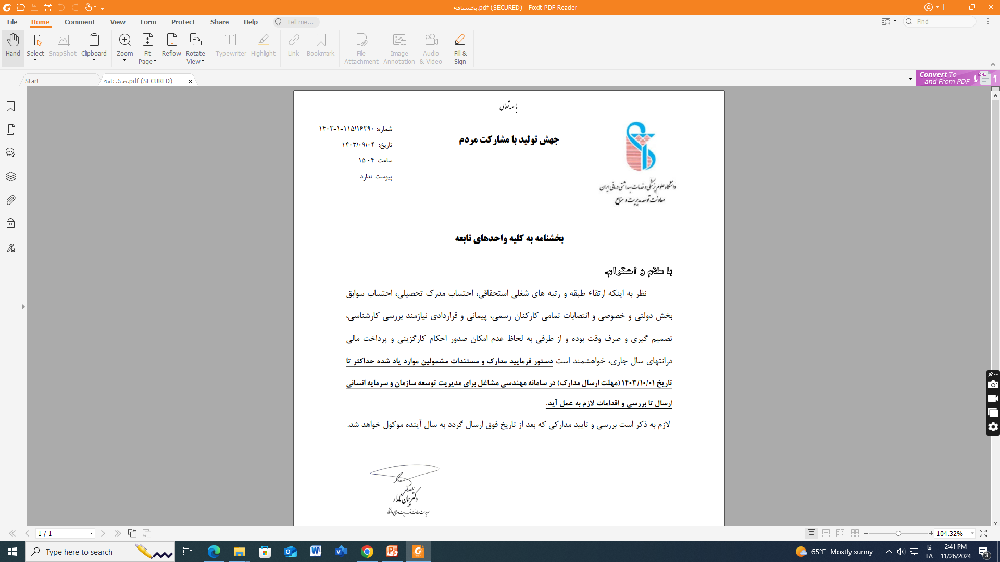 بخشنامه.pdf (SECURED) - Foxit PDF Reader
File Home Comment View Form Protect Share Help Tell me... Find
Hand Select SnapShot Clipboard Zoom Fit Page Reflow Rotate View Typewriter Highlight Link Bookmark File Attachment Image Annotation Audio & Video Fill & Sign
Start
بخشنامه.pdf (SECURED)
Convert To
and From PDF
PDF
باسمه تعالی
شماره: ۱۴۰۳-۱-۱۱۵/۱۶۲۹۰
تاریخ: ۱۴۰۳/۰۹/۰۴
ساعت: ۱۵:۰۴
پیوست: ندارد
جهش تولید با مشارکت مردم
دانشگاه علوم پزشکی و خدمات بهداشتی درمانی ایران
معاونت توسعه مدیریت و منابع
بخشنامه به کلیه واحدهای تابعه
با سلام و احترام.
نظر به اینکه ارتقاء طبقه و رتبه های شغلی استحقاقی، احتساب مدرک تحصیلی، احتساب سوابق
بخش دولتی و خصوصی و انتصابات تمامی کارکنان رسمی، پیمانی و قراردادی نیازمند بررسی کارشناسی،
تصمیم گیری و صرف وقت بوده و از طرفی به لحاظ عدم امکان صدور احکام کارگزینی و پرداخت مالی
درانتهای سال جاری، خواهشمند است دستور فرمایید مدارک و مستندات مشمولین موارد یاد شده حداکثر تا
تاریخ ۱۴۰۳/۱۰/۰۱ (مهلت ارسال مدارک) در سامانه مهندسی مشاغل برای مدیریت توسعه سازمان و سرمایه انسانی
ارسال تا بررسی و اقدامات لازم به عمل آید.
لازم به ذکر است بررسی و تایید مدارکی که بعد از تاریخ فوق ارسال گردد به سال آینده موکول خواهد شد.
دکتر پیمان نامدار
سرپرست معاونت توسعه مدیریت و منابع دانشگاه
1 / 1
104.32%
Type here to search
65°F Mostly sunny
فا
FA
2:41 PM
11/26/2024
3